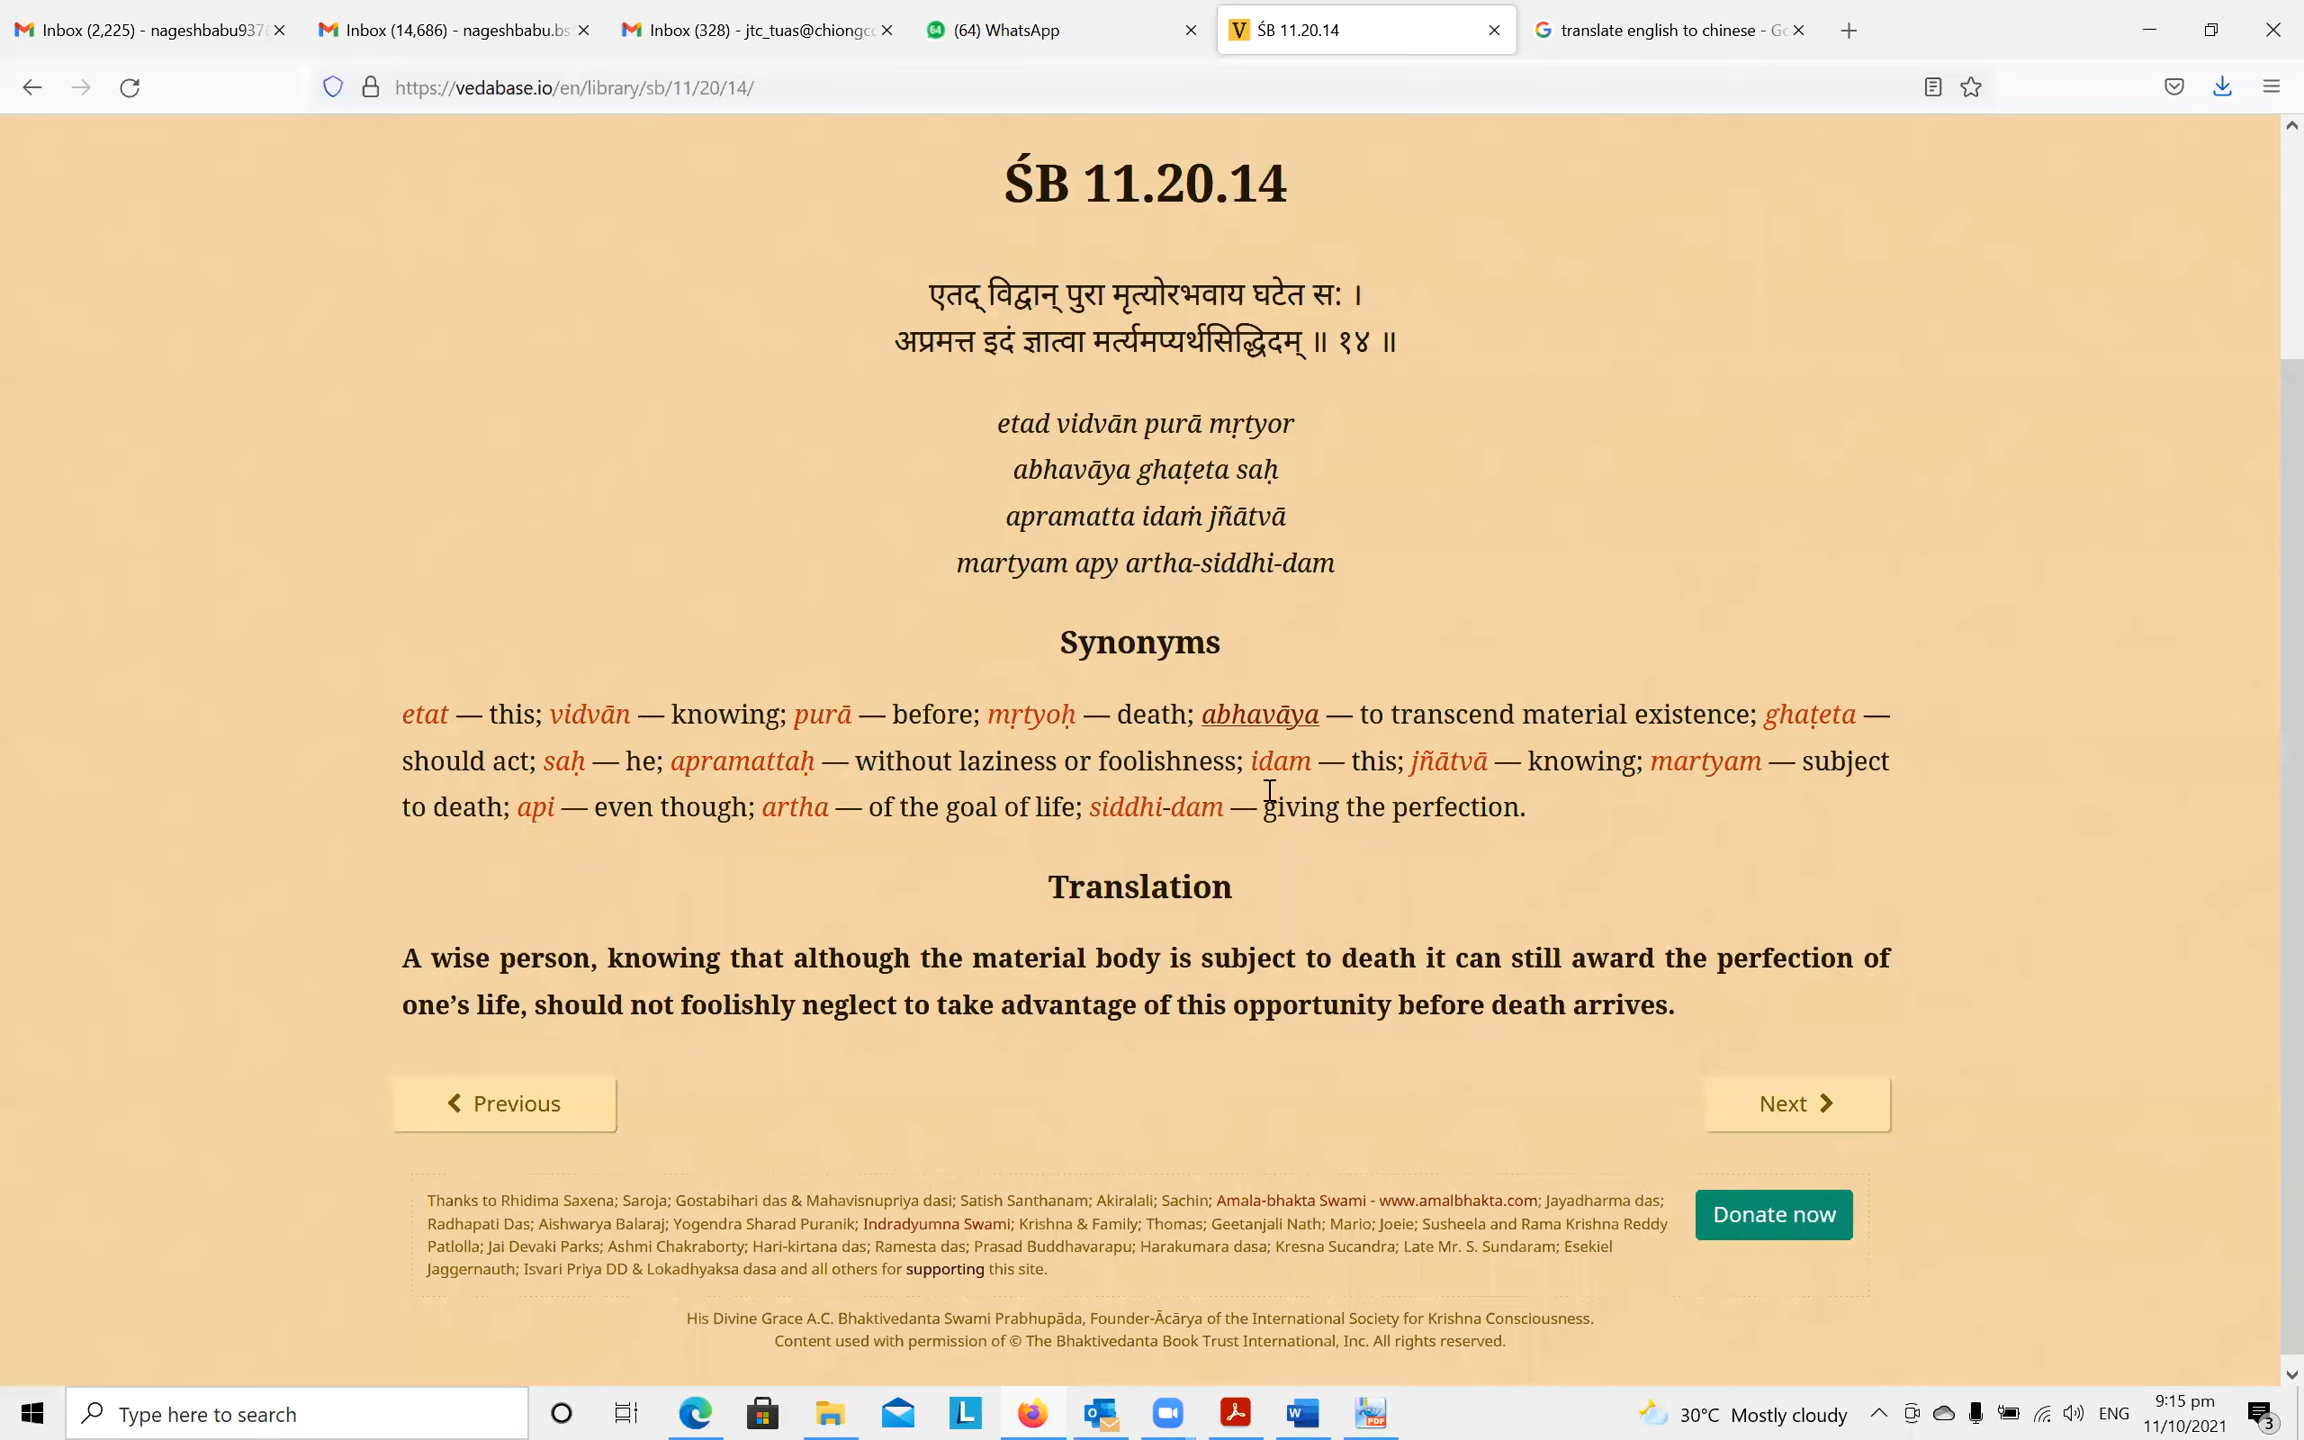 Inbox (2,225) - nageshbabu937
Inbox (14,686) - nageshbabu.bs
Inbox (328) - jtc_tuas@chiongcc
(64) WhatsApp
ŚB 11.20.14
translate english to chinese - Go
https://vedabase.io/en/library/sb/11/20/14/
ŚB 11.20.14
एतद् विद्वान् पुरा मृत्योरभवाय घटेत स: ।
अप्रमत्त इदं ज्ञात्वा मर्त्यमप्यर्थसिद्धिदम् ॥ १४ ॥
etad vidvān purā mṛtyor
abhavāya ghaṭeta saḥ
apramatta idaṁ jñātvā
martyam apy artha-siddhi-dam
Synonyms
etat — this; vidvān — knowing; purā — before; mṛtyoḥ — death; abhavāya — to transcend material existence; ghaṭeta —
should act; saḥ — he; apramattaḥ — without laziness or foolishness; idam — this; jñātvā — knowing; martyam — subject
to death; api — even though; artha — of the goal of life; siddhi-dam — giving the perfection.
Translation
A wise person, knowing that although the material body is subject to death it can still award the perfection of
one’s life, should not foolishly neglect to take advantage of this opportunity before death arrives.
Previous
Next
Thanks to Rhidima Saxena; Saroja; Gostabihari das & Mahavisnupriya dasi; Satish Santhanam; Akiralali; Sachin; Amala-bhakta Swami - www.amalbhakta.com; Jayadharma das;
Radhapati Das; Aishwarya Balaraj; Yogendra Sharad Puranik; Indradyumna Swami; Krishna & Family; Thomas; Geetanjali Nath; Mario; Joeie; Susheela and Rama Krishna Reddy
Patlolla; Jai Devaki Parks; Ashmi Chakraborty; Hari-kirtana das; Ramesta das; Prasad Buddhavarapu; Harakumara dasa; Kresna Sucandra; Late Mr. S. Sundaram; Esekiel
Jaggernauth; Isvari Priya DD & Lokadhyaksa dasa and all others for supporting this site.
Donate now
His Divine Grace A.C. Bhaktivedanta Swami Prabhupāda, Founder-Ācārya of the International Society for Krishna Consciousness.
Content used with permission of © The Bhaktivedanta Book Trust International, Inc. All rights reserved.
Type here to search
30°C Mostly cloudy
ENG
9:15 pm
11/10/2021
3